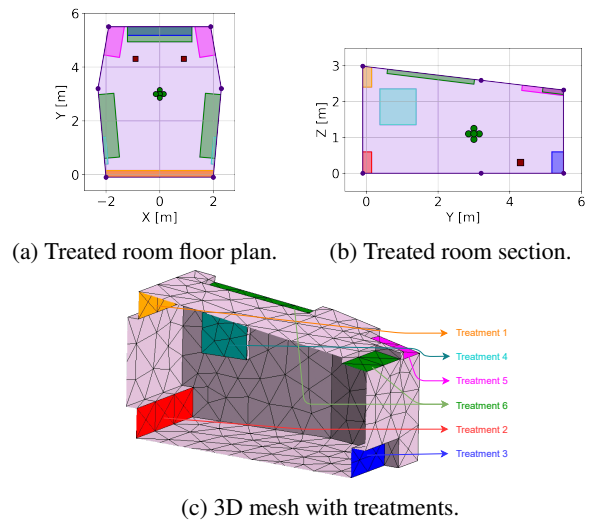 6
4
2
0
Y [m]
−2
0
2
X [m]
3
2
1
0
Z [m]
0
2
4
6
Y [m]
(a) Treated room floor plan.
(b) Treated room section.
Treatment 1
Treatment 4
Treatment 5
Treatment 6
Treatment 2
Treatment 3
(c) 3D mesh with treatments.